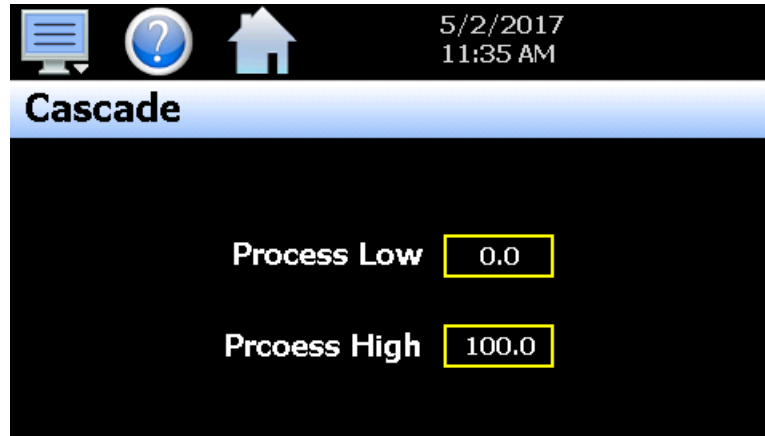 5/2/2017
11:35 AM
Cascade
Process Low 0.0
Prcoess High 100.0